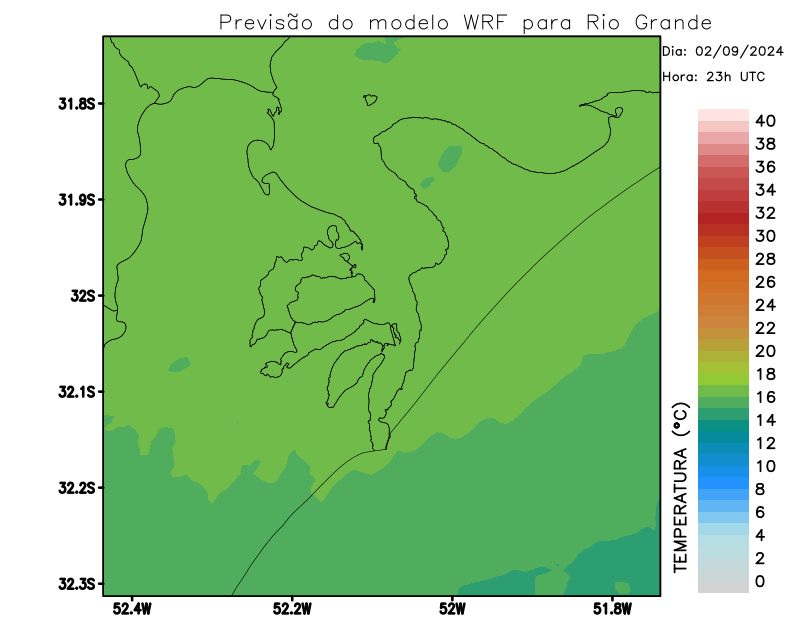 Previsão do modelo WRF para Rio Grande
Dia: 02/09/2024
Hora: 23h UTC
31.8S
31.9S
32S
32.1S
32.2S
32.3S
52.4W
52.2W
52W
51.8W
TEMPERATURA (°C)
40
38
36
34
32
30
28
26
24
22
20
18
16
14
12
10
8
6
4
2
0